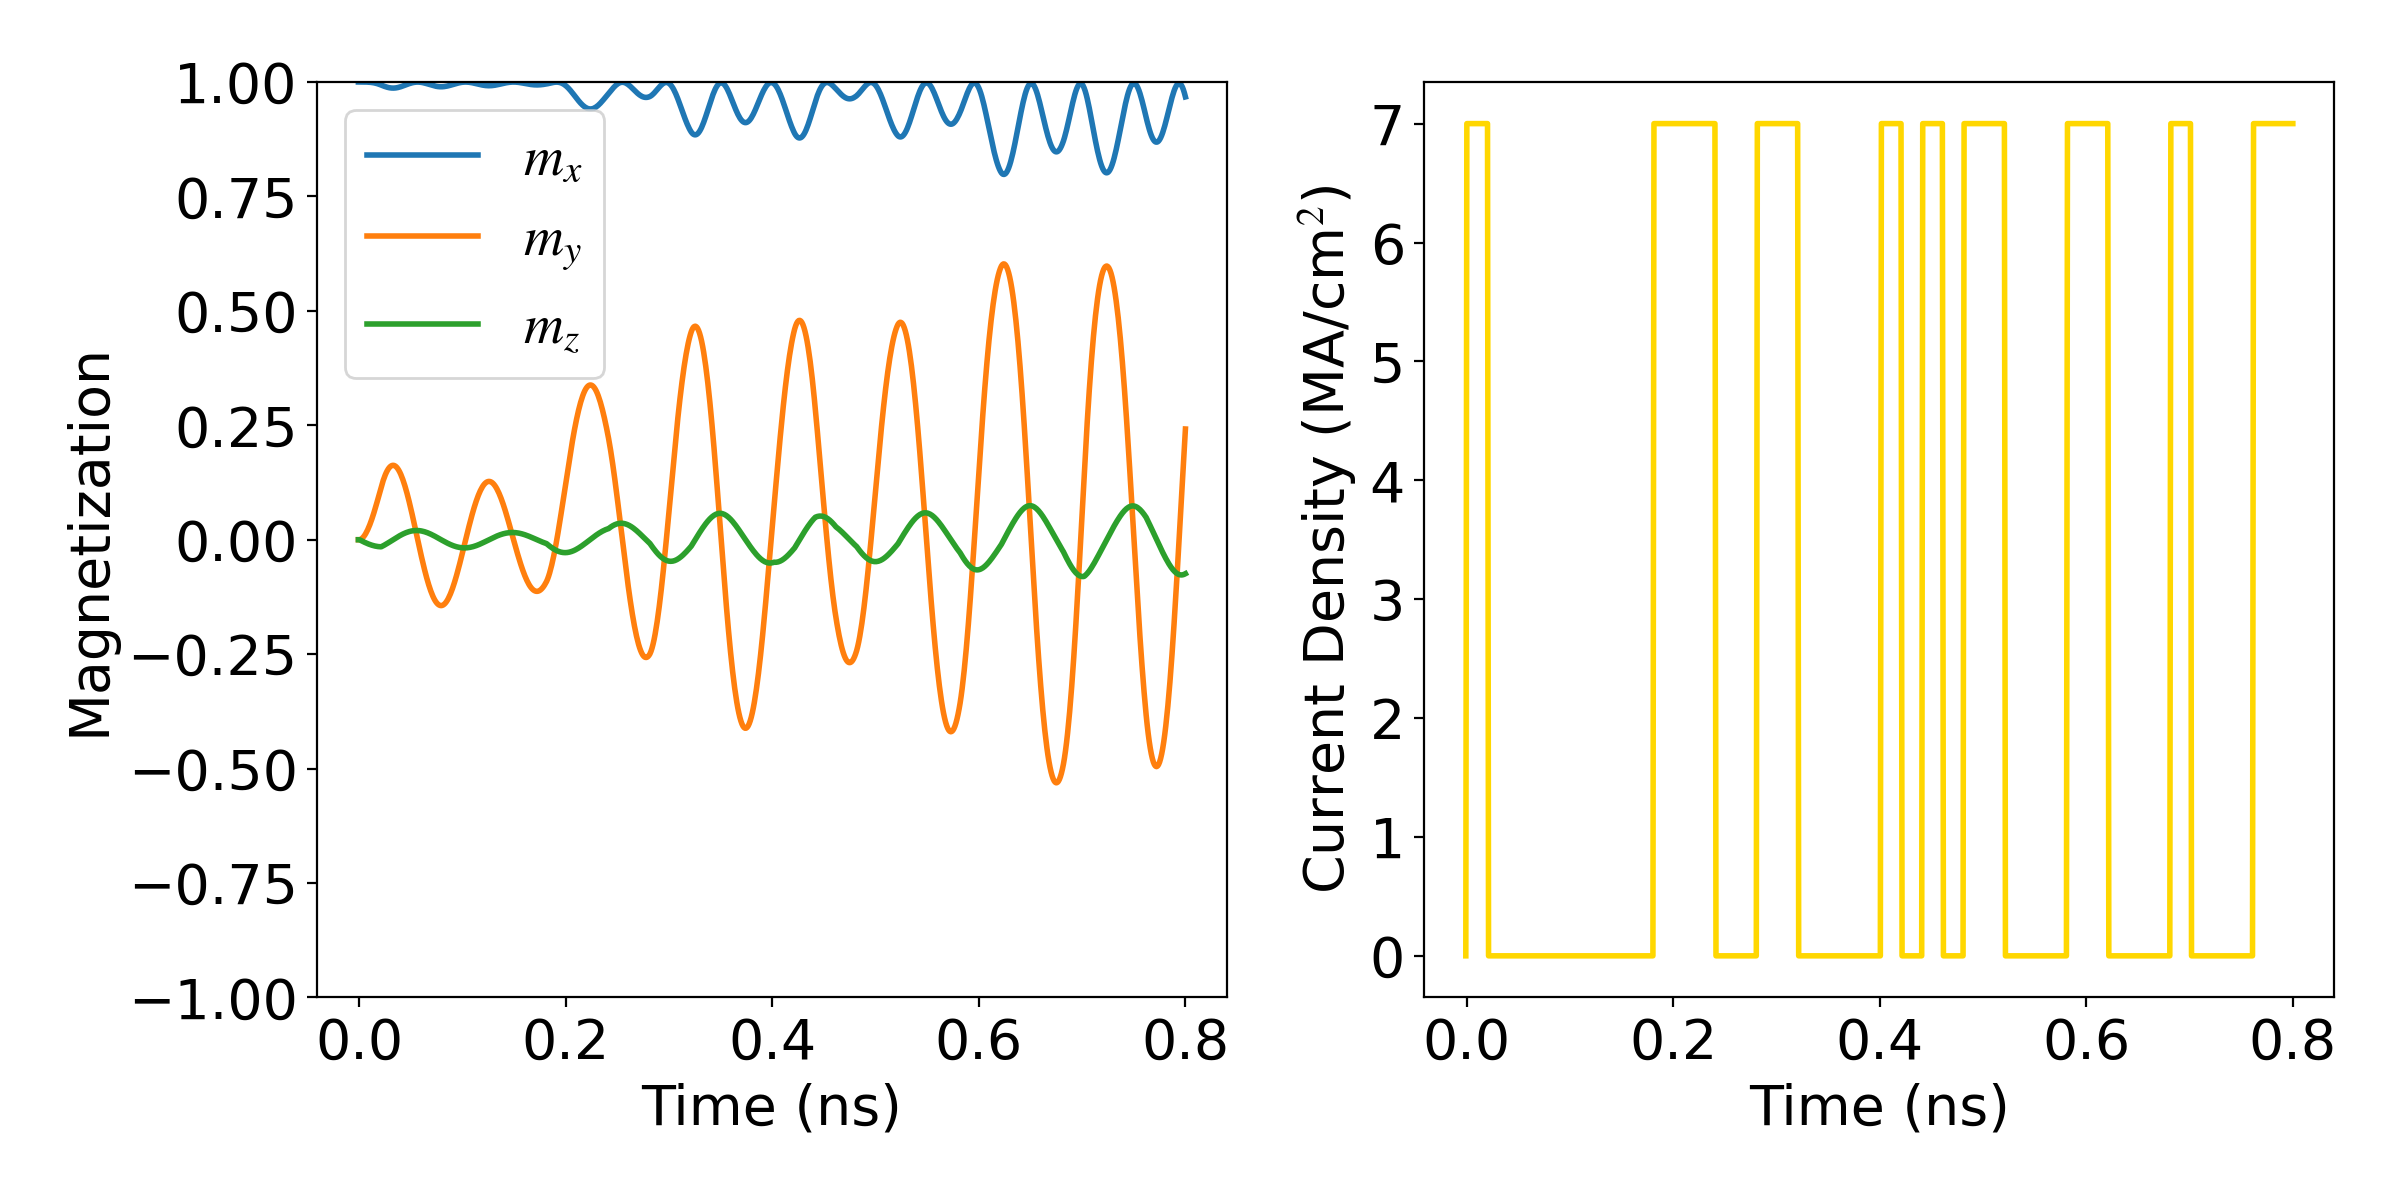 1.00
0.75
0.50
0.25
0.00
−0.25
−0.50
−0.75
−1.00
Magnetization
m_x
m_y
m_z
0.0 0.2 0.4 0.6 0.8
Time (ns)
7
6
5
4
3
2
1
0
Current Density (MA/cm²)
0.0 0.2 0.4 0.6 0.8
Time (ns)